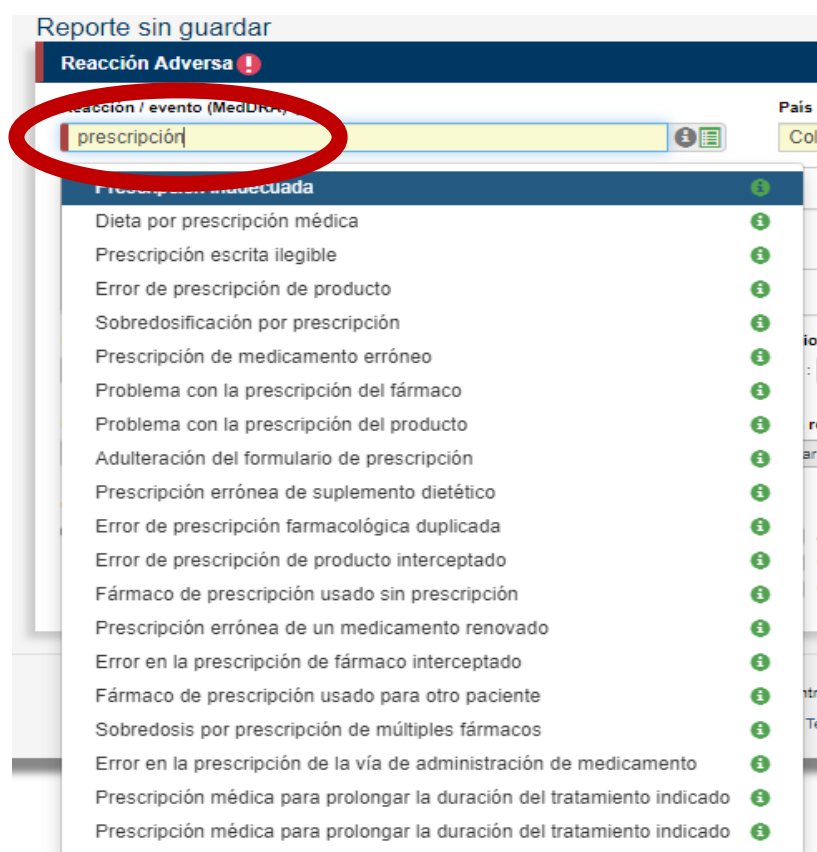 Reporte sin guardar
Reacción Adversa
Reacción / evento (MedDRA)
País
prescripción
Col
Prescripción inadecuada
Dieta por prescripción médica
Prescripción escrita ilegible
Error de prescripción de producto
Sobredosificación por prescripción
Prescripción de medicamento erróneo
Problema con la prescripción del fármaco
Problema con la prescripción del producto
Adulteración del formulario de prescripción
Prescripción errónea de suplemento dietético
Error de prescripción farmacológica duplicada
Error de prescripción de producto interceptado
Fármaco de prescripción usado sin prescripción
Prescripción errónea de un medicamento renovado
Error en la prescripción de fármaco interceptado
Fármaco de prescripción usado para otro paciente
Sobredosis por prescripción de múltiples fármacos
Error en la prescripción de la vía de administración de medicamento
Prescripción médica para prolongar la duración del tratamiento indicado
Prescripción médica para prolongar la duración del tratamiento indicado